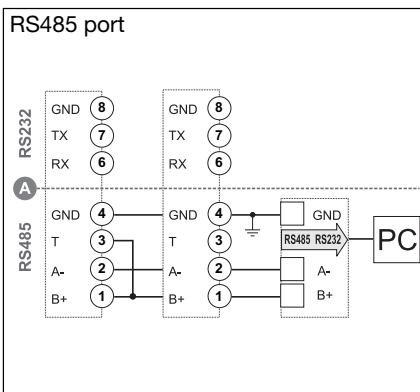 RS485 port
RS232
GND 8 GND 8
TX 7 TX 7
RX 6 RX 6
A
RS485
GND 4 GND 4 GND
T 3 T 3 RS485 RS232 PC
A- 2 A- 2 A-
B+ 1 B+ 1 B+